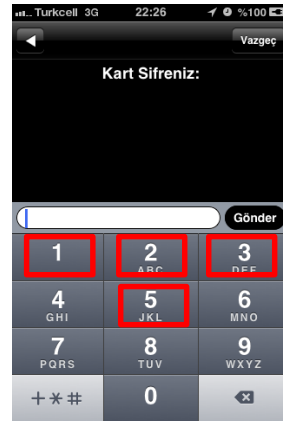 Turkcell 3G 22:26 %100
Vazgeç
Kart Sifreniz:
Gönder
1 2 3
ABC DEF
4 5 6
GHI JKL MNO
7 8 9
PQRS TUV WXYZ
+*# 0